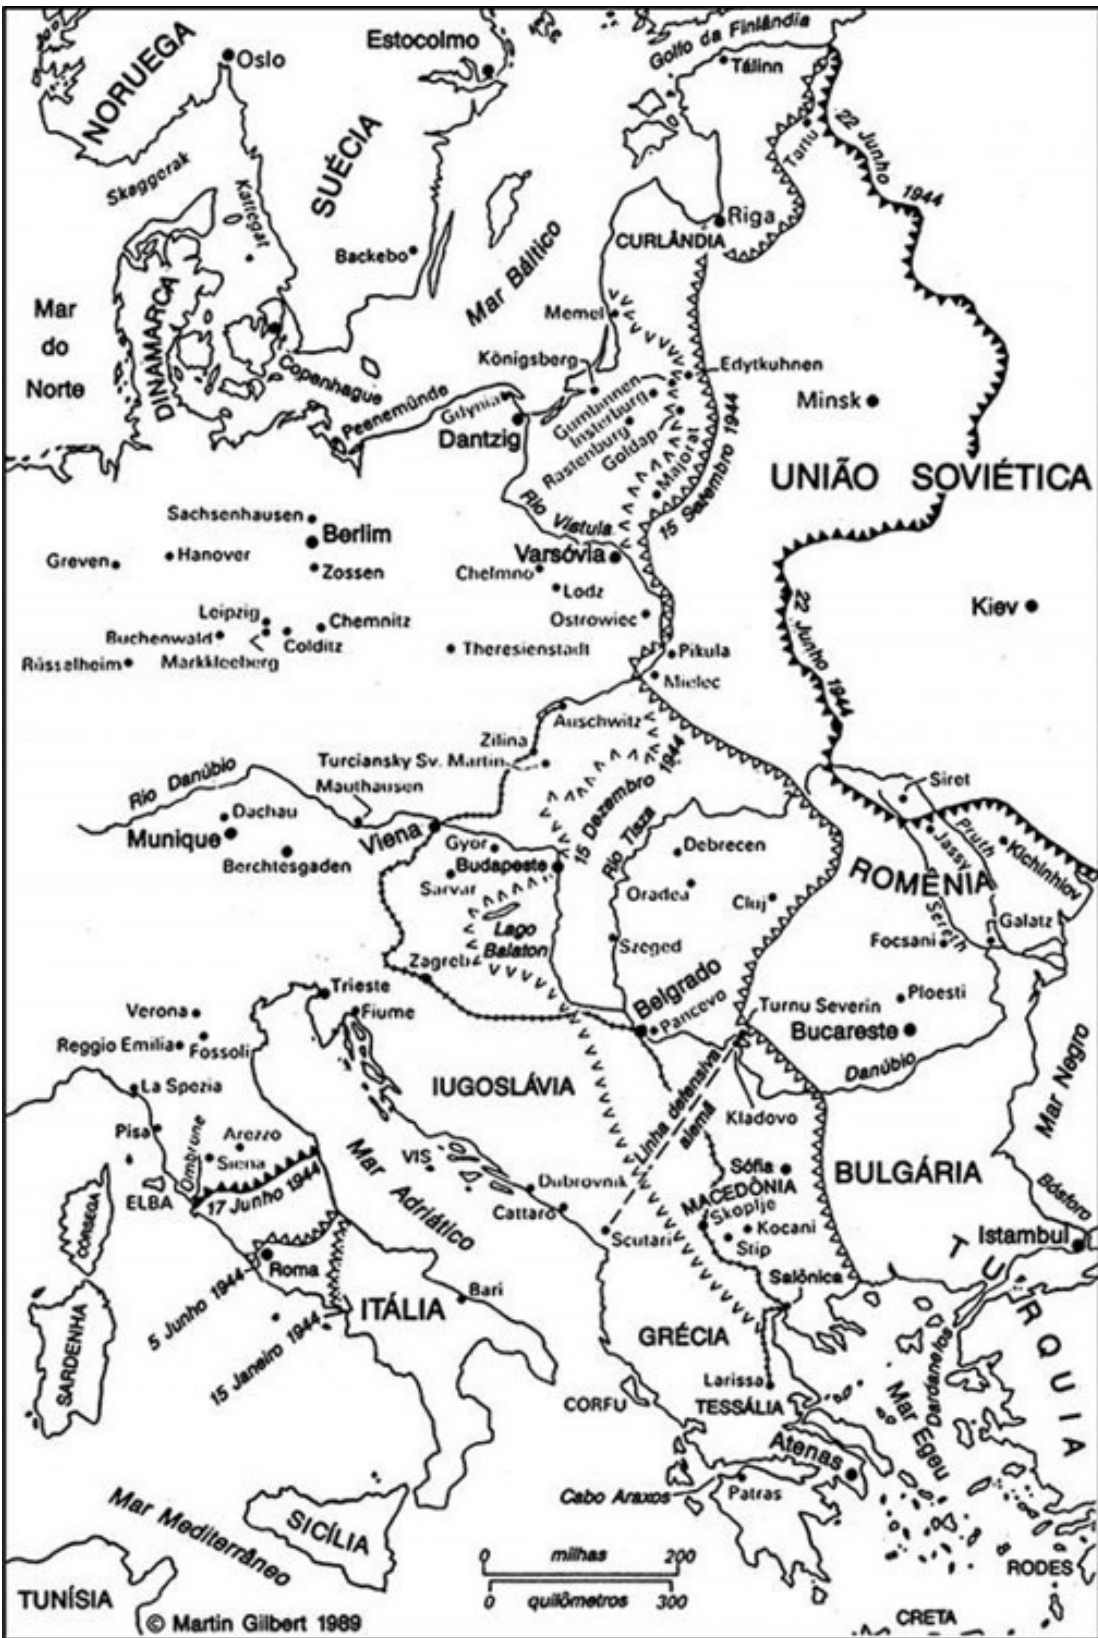 NORUEGA
Oslo
Estocolmo
Golfo da Finlândia
Tálinn
SUÉCIA
Skaggerak
Kattegat
Tartu
22 Junho 1944
Riga
CURLÂNDIA
Backebo
Mar Báltico
Mar
do
Norte
DINAMARCA
Copenhague
Memel
Königsberg
Edytkuhnen
Peenemünde
Gdynia
Dantzig
Gumbinnen
Insterburg
Rastenburg
Goldap
Majorat
15 Setembro 1944
Minsk
UNIÃO SOVIÉTICA
Rio Vistula
Sachsenhausen
Berlim
Greven
Hanover
Zossen
Varsóvia
Chelmno
Lodz
Ostrowiec
Kiev
22 Junho 1944
Leipzig
Chemnitz
Buchenwald
Colditz
Rüsselheim
Markkleeberg
Theresienstadt
Pikula
Mielec
Auschwitz
Zilina
Turciansky Sv. Martin
15 Dezembro 1944
Rio Danúbio
Mauthausen
Dachau
Munique
Viena
Berchtesgaden
Gyor
Budapeste
Sarvar
Rio Tisza
Debrecen
Oradea
Cluj
Siret
Jassy
Pruth
Kichinhiov
ROMÊNIA
Sereth
Galatz
Focsani
Lago
Balaton
Szeged
Zagreb
Trieste
Fiume
Verona
Reggio Emilia
Fossoli
Belgrado
Pancevo
Turnu Severin
Ploesti
Bucareste
Danúbio
Mar Negro
La Spezia
IUGOSLÁVIA
Linha defensiva
alemã
Kladovo
Pisa
Ombrone
Arezzo
Siena
ELBA
17 Junho 1944
CÓRSEGA
VIS
Mar Adriático
Dubrovnik
Cattaro
Scutari
Sófia
MACEDÔNIA
Skoplje
Kocani
Stip
BULGÁRIA
Bósforo
Istambul
TURQUIA
Roma
5 Junho 1944
15 Janeiro 1944
ITÁLIA
Bari
Salônica
SARDENHA
GRÉCIA
Larissa
TESSÁLIA
CORFU
Dardanelos
Mar Egeu
Atenas
Cabo Araxos
Patras
Mar Mediterrâneo
SICÍLIA
TUNÍSIA
0 milhas 200
0 quilômetros 300
RODES
CRETA
© Martin Gilbert 1989